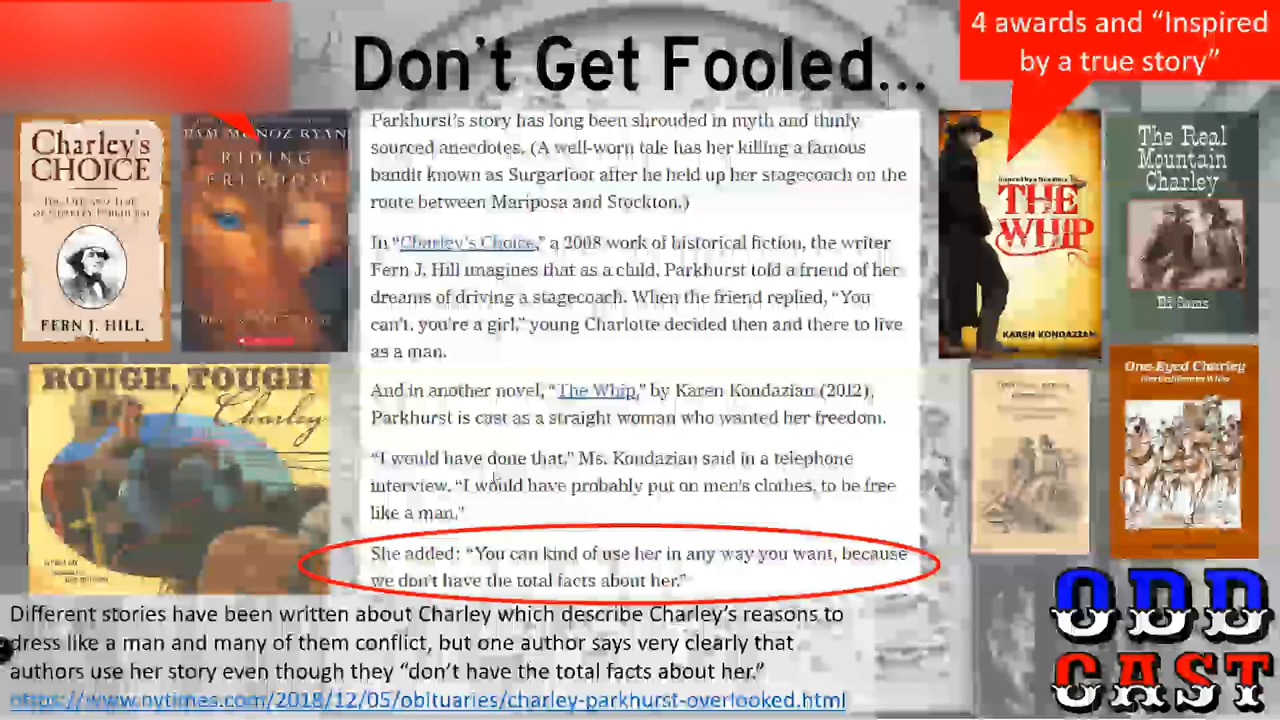 Don't Get Fooled...
4 awards and “Inspired
by a true story”
Charley's
CHOICE
FERN J. HILL
PAM MUÑOZ RYAN
RIDING
FREEDOM
ROUGH, TOUGH
Charley
Parkhurst's story has long been shrouded in myth and thinly
sourced anecdotes. (A well-worn tale has her killing a famous
bandit known as Surgarfoot after he held up her stagecoach on the
route between Mariposa and Stockton.)
In “Charley's Choice,” a 2008 work of historical fiction, the writer
Fern J. Hill imagines that as a child, Parkhurst told a friend of her
dreams of driving a stagecoach. When the friend replied, “You
can't, you're a girl,” young Charlotte decided then and there to live
as a man.
And in another novel, “The Whip,” by Karen Kondazian (2012),
Parkhurst is cast as a straight woman who wanted her freedom.
“I would have done that,” Ms. Kondazian said in a telephone
interview. “I would have probably put on men's clothes, to be free
like a man.”
She added: “You can kind of use her in any way you want, because
we don't have the total facts about her.”
THE
WHIP
KAREN KONDAZIAN
The Real
Mountain
Charley
Ed Sams
One-Eyed Charley
Different stories have been written about Charley which describe Charley's reasons to
dress like a man and many of them conflict, but one author says very clearly that
authors use her story even though they “don't have the total facts about her.”
https://www.nytimes.com/2018/12/05/obituaries/charley-parkhurst-overlooked.html
ODD
CAST